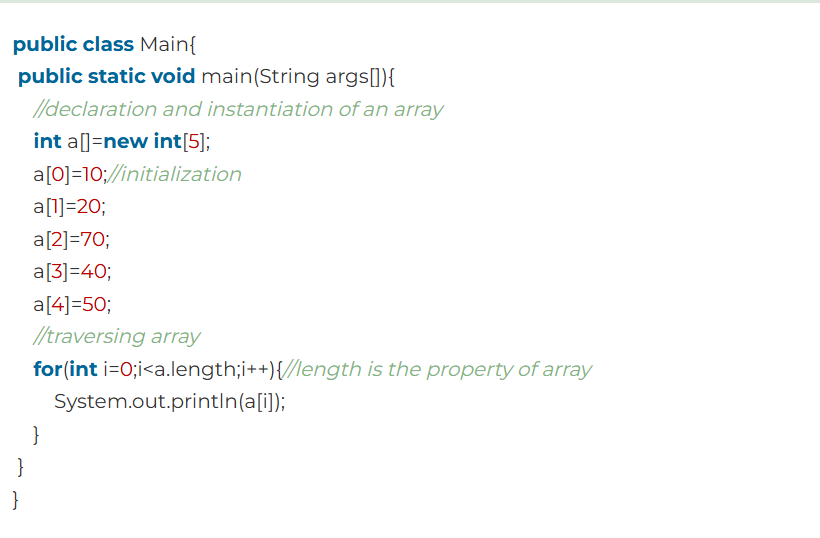 public class Main{
public static void main(String args[]){
//declaration and instantiation of an array
int a[]=new int[5];
a[0]=10;//initialization
a[1]=20;
a[2]=70;
a[3]=40;
a[4]=50;
//traversing array
for(int i=0;i<a.length;i++){//length is the property of array
System.out.println(a[i]);
}
}
}